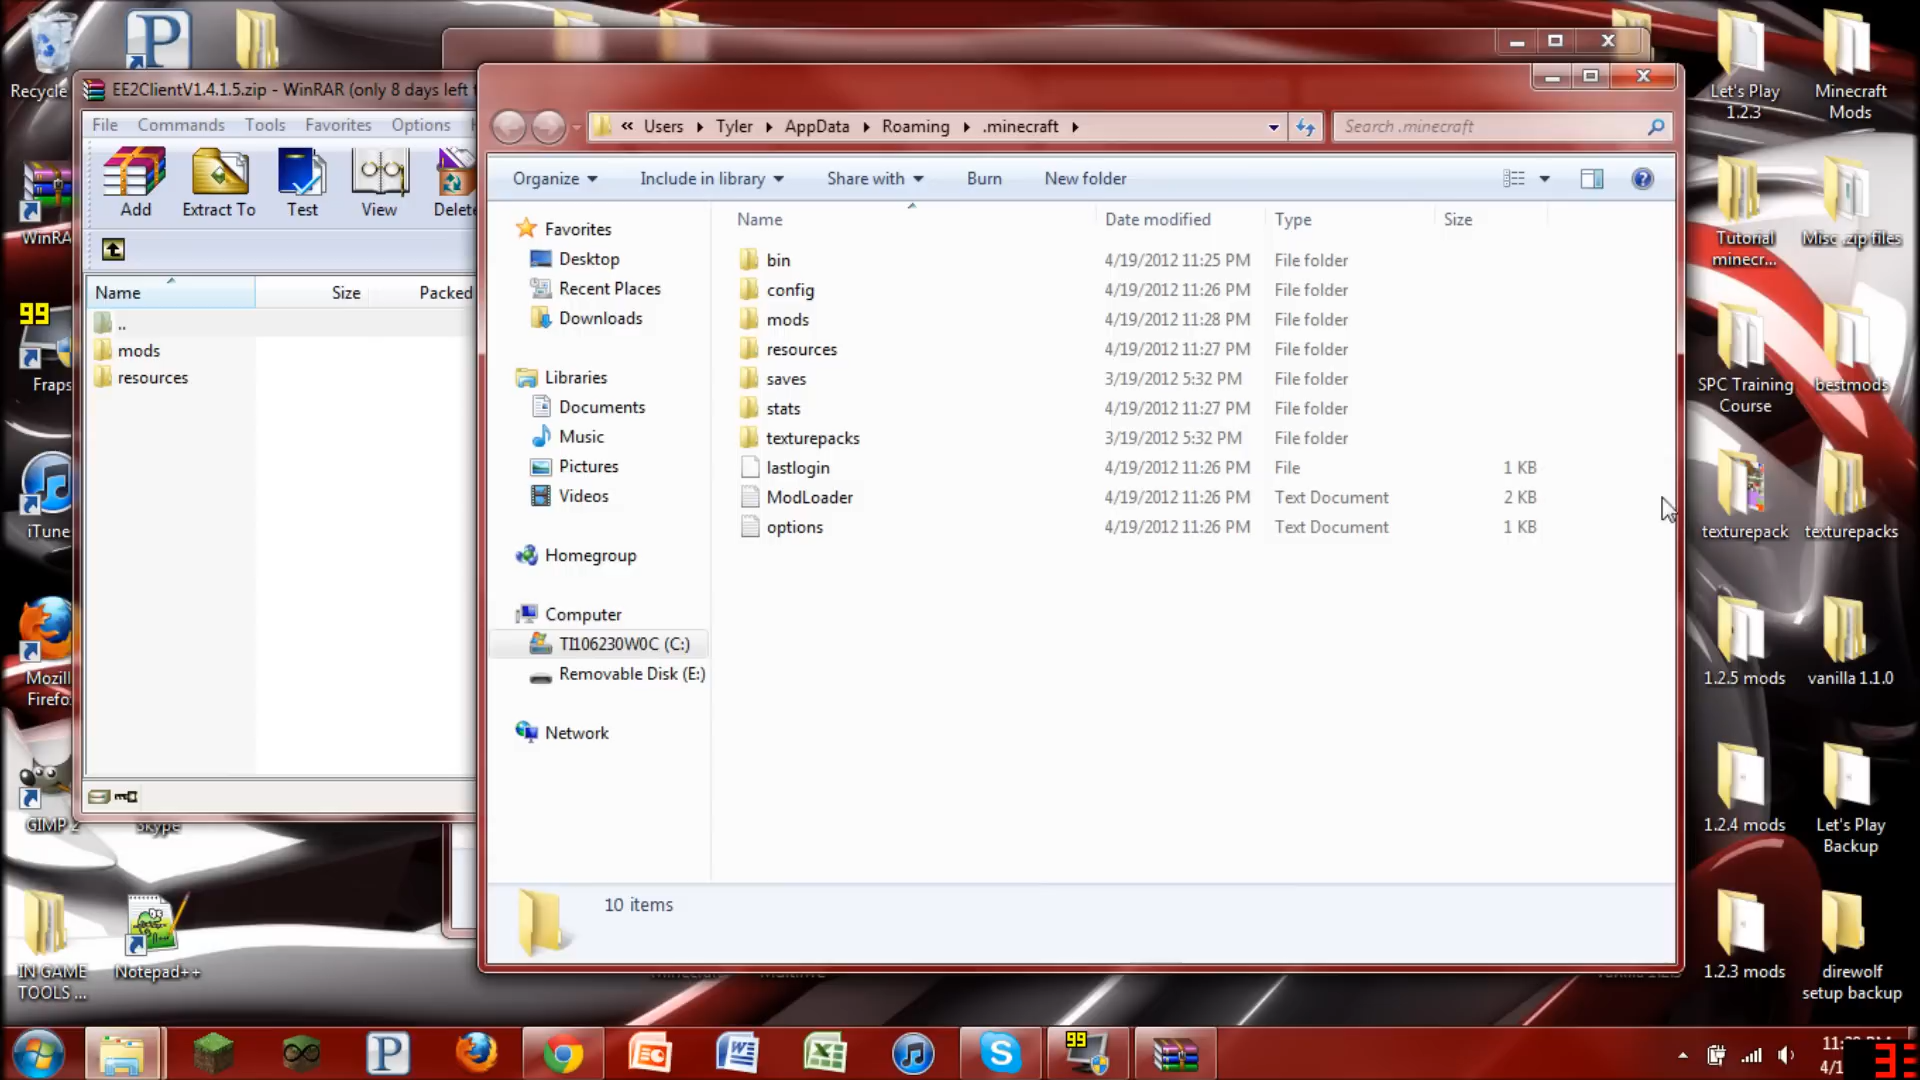 Recycle
EE2ClientV1.4.1.5.zip - WinRAR (only 8 days left
File Commands Tools Favorites Options
Add Extract To Test View Delete
Name Size Packed
..
mods
resources
« Users Tyler AppData Roaming .minecraft
Search .minecraft
Organize Include in library Share with Burn New folder
Name Date modified Type Size
Favorites
Desktop
Recent Places
Downloads
Libraries
Documents
Music
Pictures
Videos
Homegroup
Computer
TI106230W0C (C:)
Removable Disk (E:)
Network
bin 4/19/2012 11:25 PM File folder
config 4/19/2012 11:26 PM File folder
mods 4/19/2012 11:28 PM File folder
resources 4/19/2012 11:27 PM File folder
saves 3/19/2012 5:32 PM File folder
stats 4/19/2012 11:27 PM File folder
texturepacks 3/19/2012 5:32 PM File folder
lastlogin 4/19/2012 11:26 PM File 1 KB
ModLoader 4/19/2012 11:26 PM Text Document 2 KB
options 4/19/2012 11:26 PM Text Document 1 KB
10 items
WinRA
99
Fraps
iTune
Mozil
Firefo
GIMP 2
Skype
IN GAME
TOOLS ...
Notepad++
Let's Play
1.2.3
Minecraft
Mods
Tutorial
minecr...
Misc .zip files
SPC Training
Course
bestmods
texturepack
texturepacks
1.2.5 mods
vanilla 1.1.0
1.2.4 mods
Let's Play
Backup
1.2.3 mods
direwolf
setup backup
99